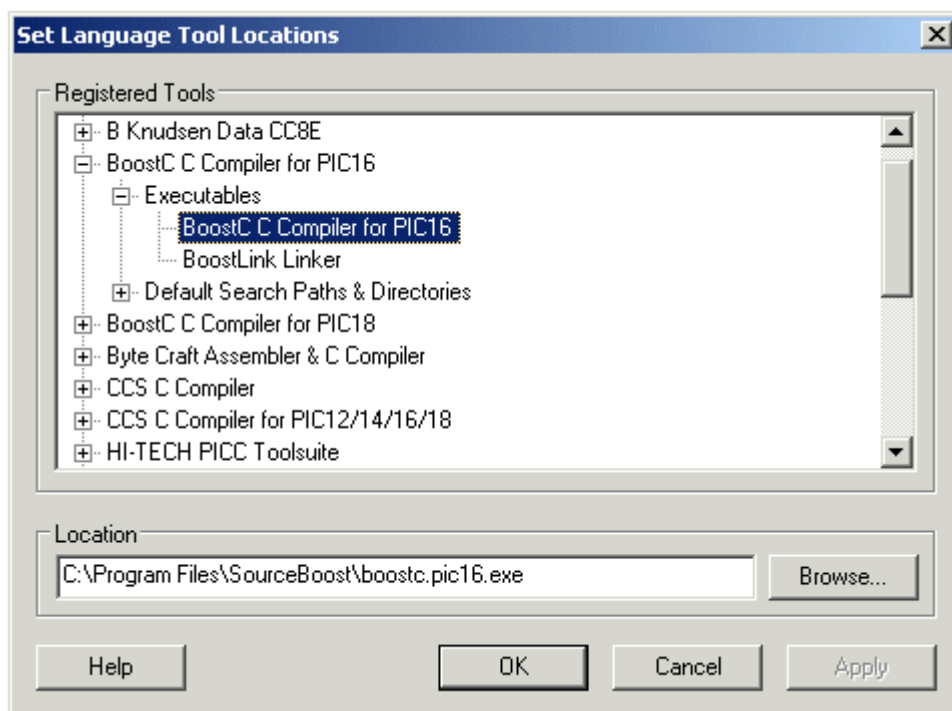 Set Language Tool Locations
Registered Tools
B Knudsen Data CC8E
BoostC C Compiler for PIC16
Executables
BoostC C Compiler for PIC16
BoostLink Linker
Default Search Paths & Directories
BoostC C Compiler for PIC18
Byte Craft Assembler & C Compiler
CCS C Compiler
CCS C Compiler for PIC12/14/16/18
HI-TECH PICC Toolsuite
Location
C:\Program Files\SourceBoost\boostc.pic16.exe
Browse...
Help
OK
Cancel
Apply